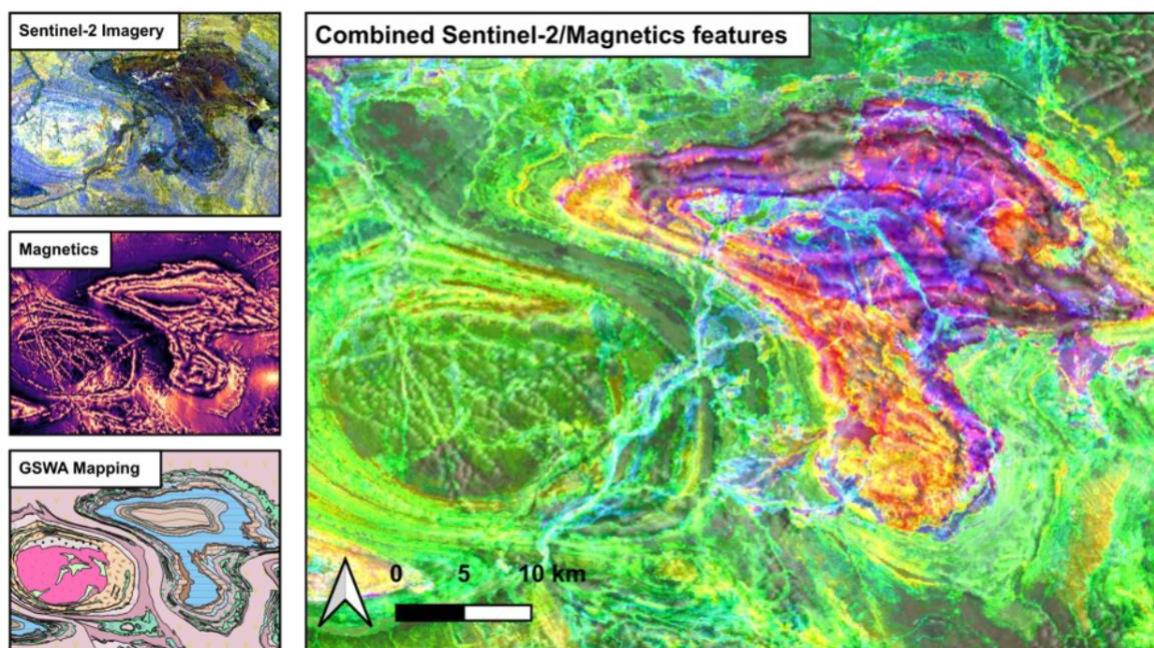 Sentinel-2 Imagery
Combined Sentinel-2/Magnetics features
Magnetics
GSWA Mapping
0 5 10 km